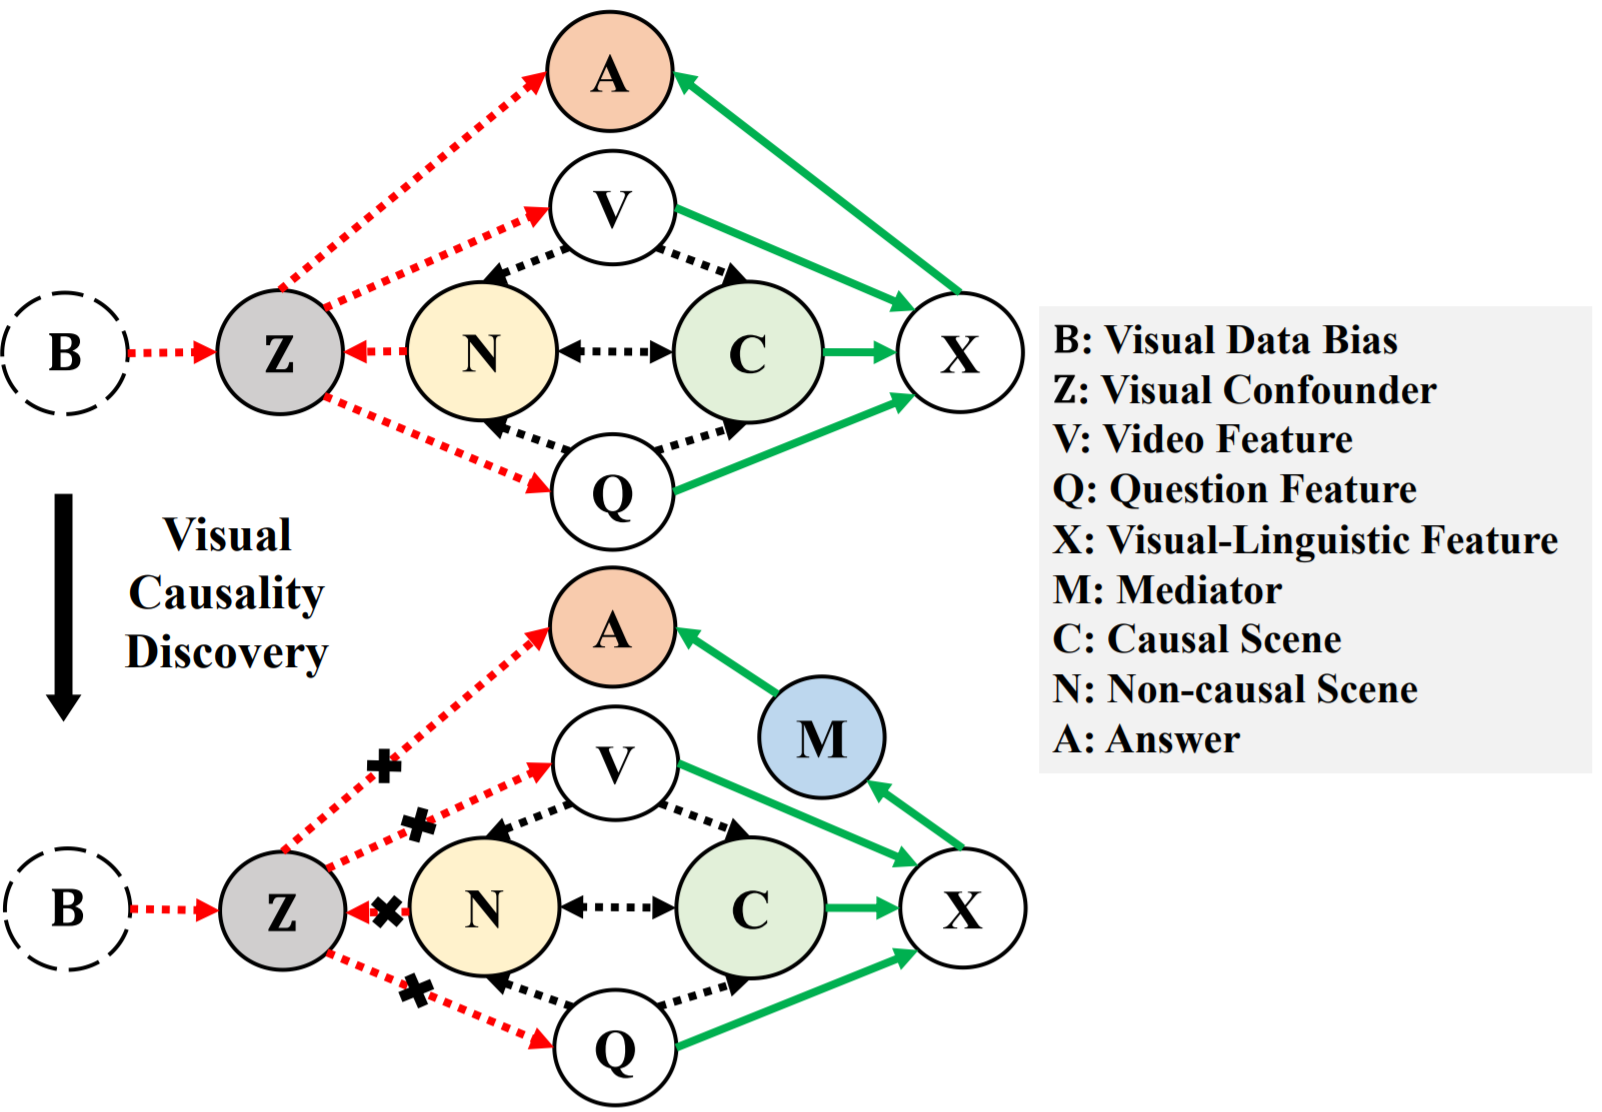 A
V
B
Z
N
C
X
Q
Visual
Causality
Discovery
A
M
V
B
Z
N
C
X
Q
B: Visual Data Bias
Z: Visual Confounder
V: Video Feature
Q: Question Feature
X: Visual-Linguistic Feature
M: Mediator
C: Causal Scene
N: Non-causal Scene
A: Answer